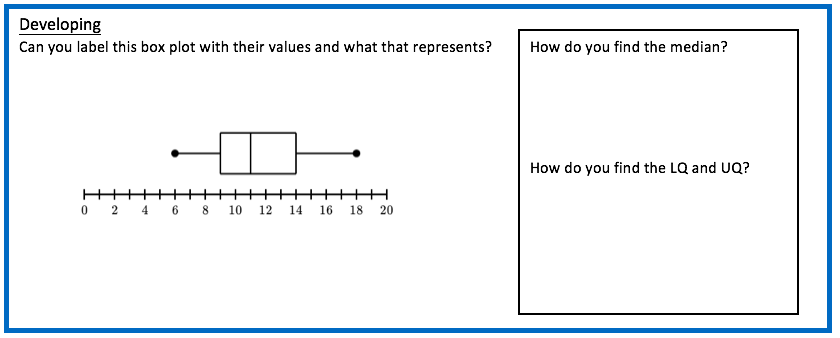 Developing
Can you label this box plot with their values and what that represents?
How do you find the median?
How do you find the LQ and UQ?
0 2 4 6 8 10 12 14 16 18 20